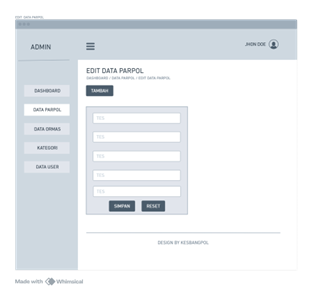 EDIT DATA PARPOL
ADMIN
JHON DOE
EDIT DATA PARPOL
DASHBOARD / DATA PARPOL / EDIT DATA PARPOL
TAMBAH
DASHBOARD
DATA PARPOL
DATA ORMAS
KATEGORI
DATA USER
TES
TES
TES
TES
TES
SIMPAN RESET
DESIGN BY KESBANGPOL
Made with Whimsical